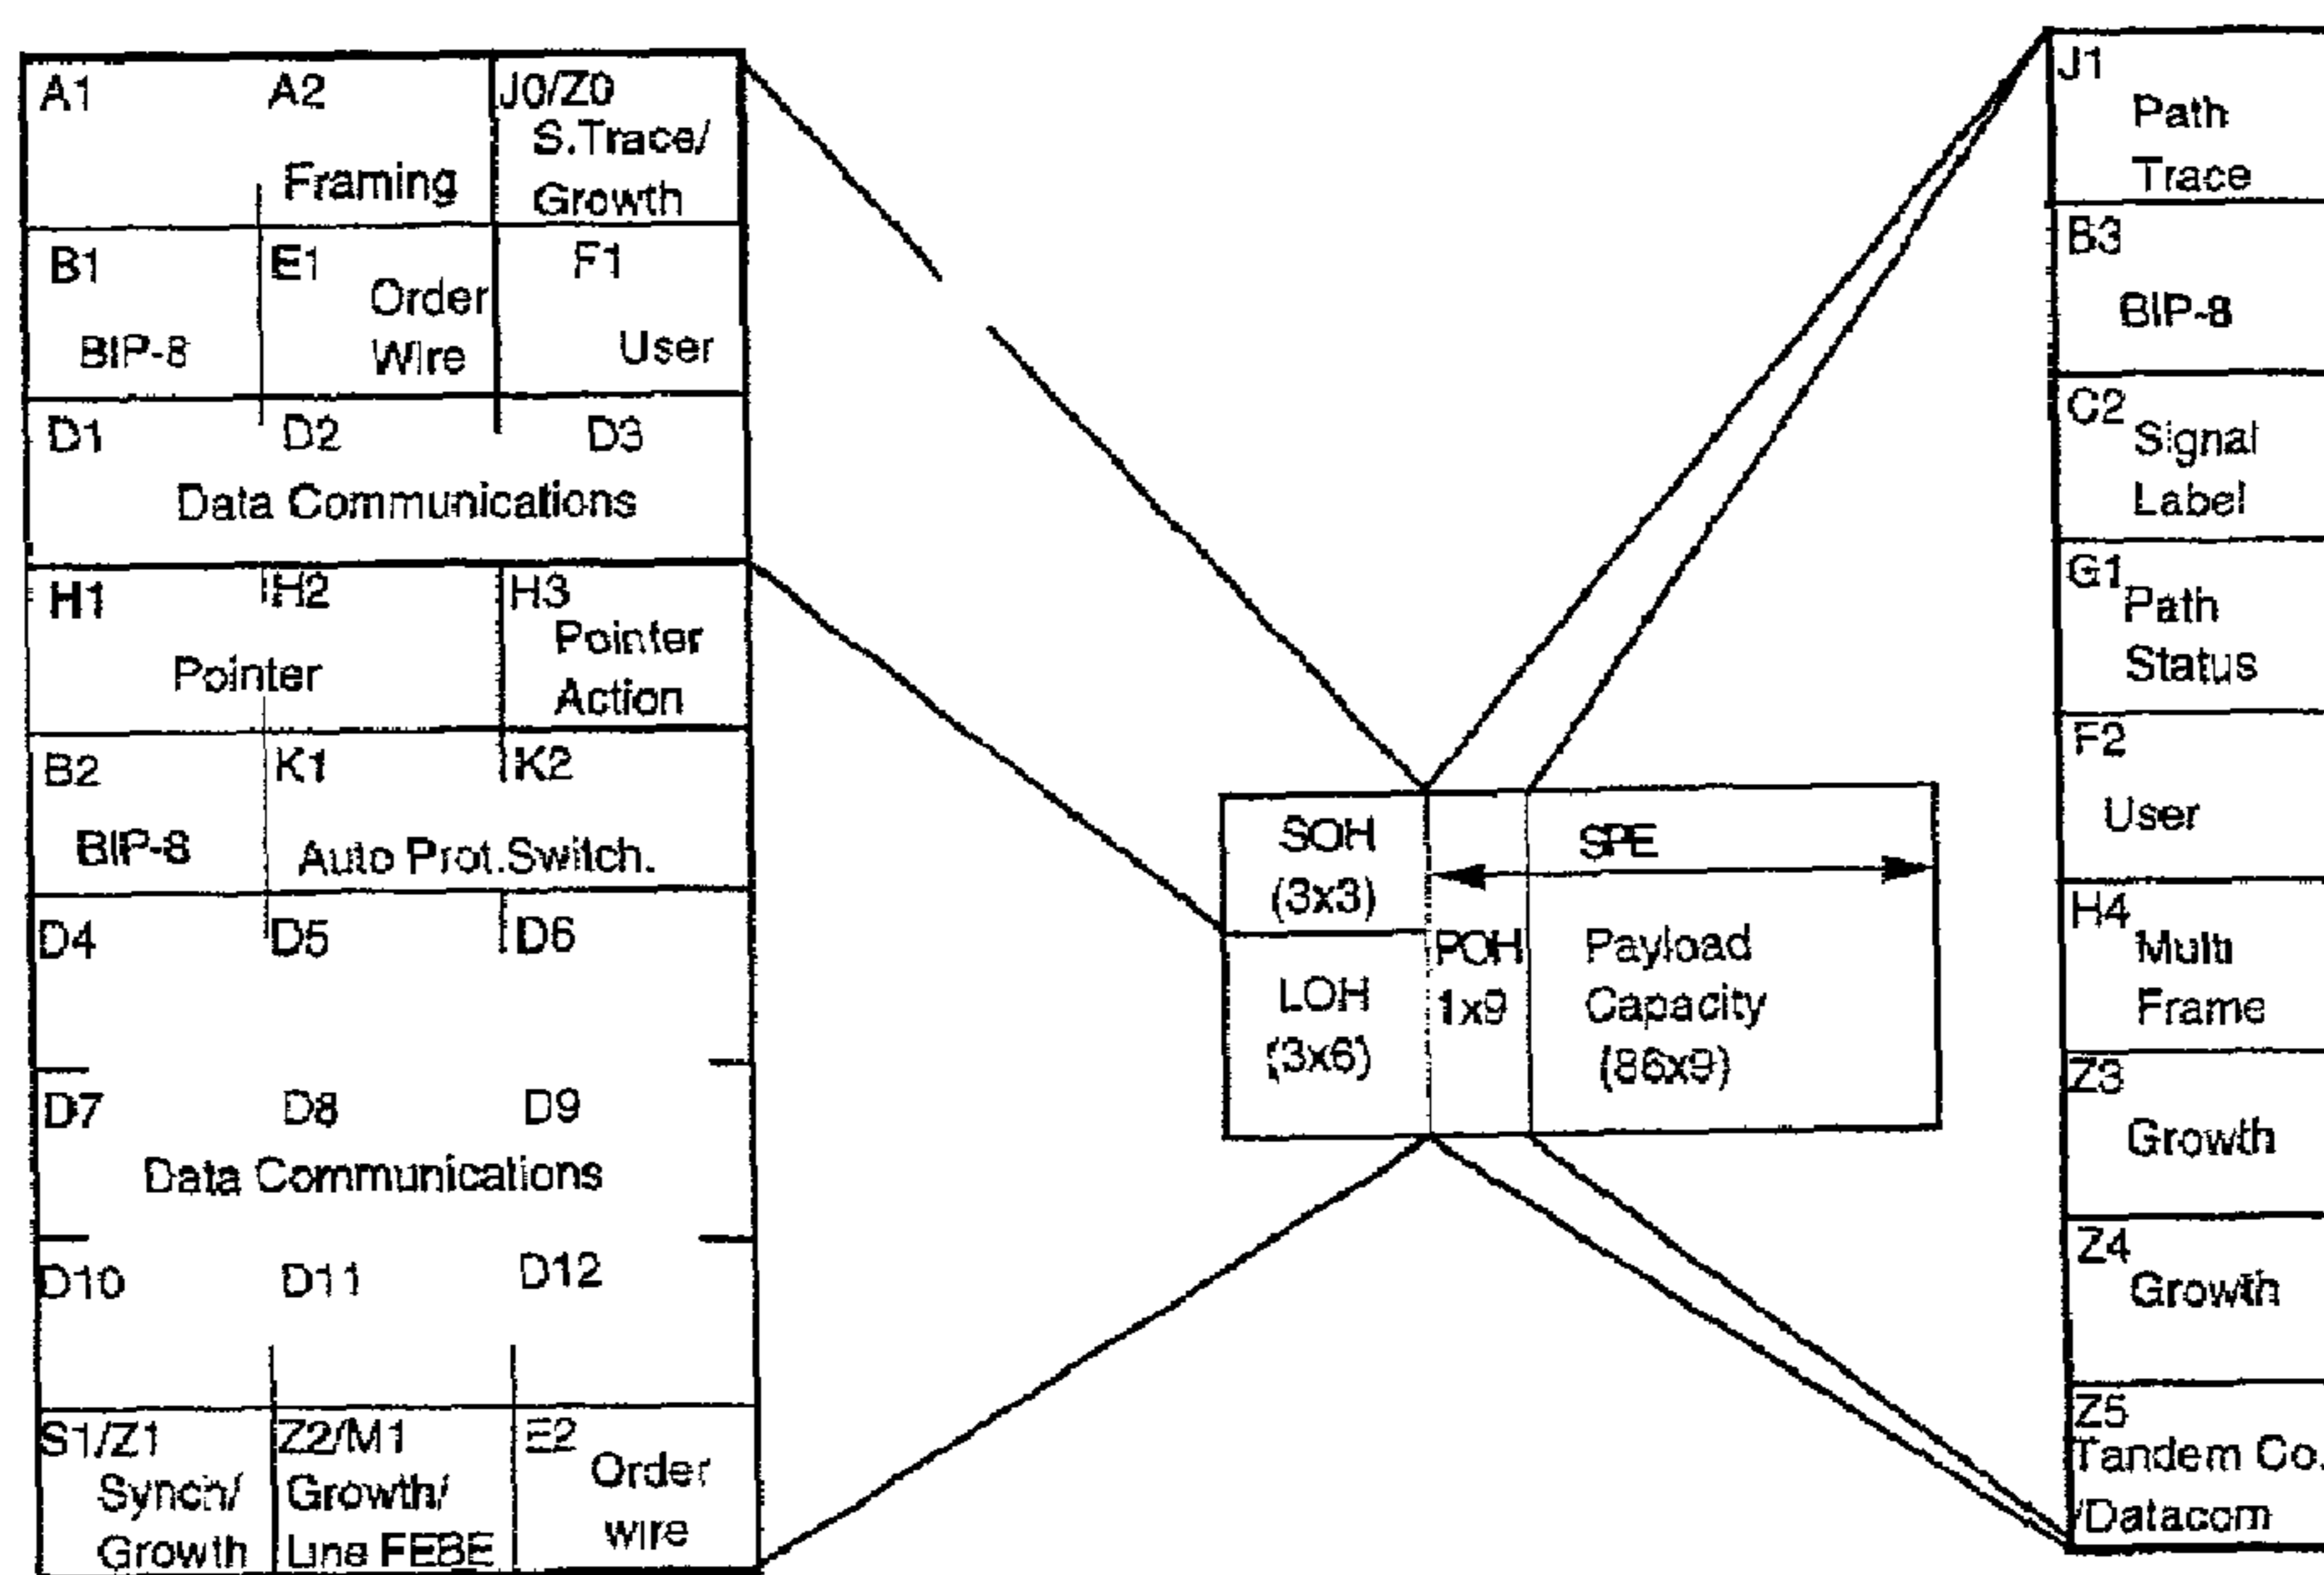 A1 A2 J0/Z0
S.Trace/
Framing Growth
B1 E1 F1
Order
BIP-8 Wire User
D1 D2 D3
Data Communications
H1 H2 H3
Pointer
Pointer Action
B2 K1 K2
BIP-8 Auto Prot.Switch.
D4 D5 D6
D7 D8 D9
Data Communications
D10 D11 D12
S1/Z1 Z2/M1 E2
Order
Synch/ Growth/
wire
Growth Line FEBE
SOH
(3x3)
LOH
(3x6)
POH
1x9
SPE
Payload
Capacity
(86x9)
J1
Path
Trace
B3
BIP-8
C2
Signal
Label
G1
Path
Status
F2
User
H4
Multi
Frame
Z3
Growth
Z4
Growth
Z5
Tandem Co.
/Datacom